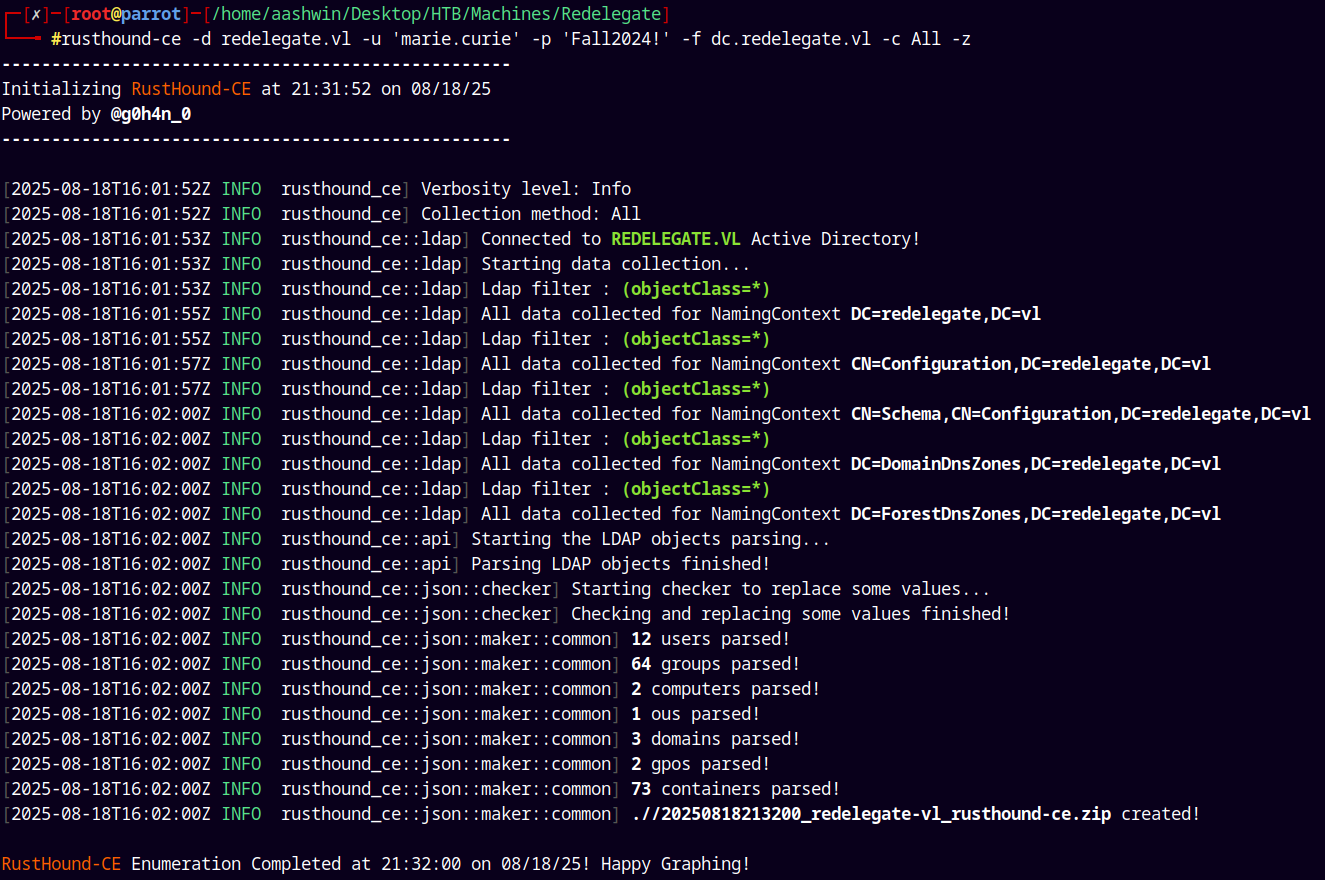 ┌─[✗]─[root@parrot]─[/home/aashwin/Desktop/HTB/Machines/Redelegate]
└──╼ #rusthound-ce -d redelegate.vl -u 'marie.curie' -p 'Fall2024!' -f dc.redelegate.vl -c All -z
---------------------------------------------------
Initializing RustHound-CE at 21:31:52 on 08/18/25
Powered by @g0h4n_0
---------------------------------------------------
[2025-08-18T16:01:52Z INFO  rusthound_ce] Verbosity level: Info
[2025-08-18T16:01:52Z INFO  rusthound_ce] Collection method: All
[2025-08-18T16:01:53Z INFO  rusthound_ce::ldap] Connected to REDELEGATE.VL Active Directory!
[2025-08-18T16:01:53Z INFO  rusthound_ce::ldap] Starting data collection...
[2025-08-18T16:01:53Z INFO  rusthound_ce::ldap] Ldap filter : (objectClass=*)
[2025-08-18T16:01:55Z INFO  rusthound_ce::ldap] All data collected for NamingContext DC=redelegate,DC=vl
[2025-08-18T16:01:55Z INFO  rusthound_ce::ldap] Ldap filter : (objectClass=*)
[2025-08-18T16:01:57Z INFO  rusthound_ce::ldap] All data collected for NamingContext CN=Configuration,DC=redelegate,DC=vl
[2025-08-18T16:01:57Z INFO  rusthound_ce::ldap] Ldap filter : (objectClass=*)
[2025-08-18T16:02:00Z INFO  rusthound_ce::ldap] All data collected for NamingContext CN=Schema,CN=Configuration,DC=redelegate,DC=vl
[2025-08-18T16:02:00Z INFO  rusthound_ce::ldap] Ldap filter : (objectClass=*)
[2025-08-18T16:02:00Z INFO  rusthound_ce::ldap] All data collected for NamingContext DC=DomainDnsZones,DC=redelegate,DC=vl
[2025-08-18T16:02:00Z INFO  rusthound_ce::ldap] Ldap filter : (objectClass=*)
[2025-08-18T16:02:00Z INFO  rusthound_ce::ldap] All data collected for NamingContext DC=ForestDnsZones,DC=redelegate,DC=vl
[2025-08-18T16:02:00Z INFO  rusthound_ce::api] Starting the LDAP objects parsing...
[2025-08-18T16:02:00Z INFO  rusthound_ce::api] Parsing LDAP objects finished!
[2025-08-18T16:02:00Z INFO  rusthound_ce::json::checker] Starting checker to replace some values...
[2025-08-18T16:02:00Z INFO  rusthound_ce::json::checker] Checking and replacing some values finished!
[2025-08-18T16:02:00Z INFO  rusthound_ce::json::maker::common] 12 users parsed!
[2025-08-18T16:02:00Z INFO  rusthound_ce::json::maker::common] 64 groups parsed!
[2025-08-18T16:02:00Z INFO  rusthound_ce::json::maker::common] 2 computers parsed!
[2025-08-18T16:02:00Z INFO  rusthound_ce::json::maker::common] 1 ous parsed!
[2025-08-18T16:02:00Z INFO  rusthound_ce::json::maker::common] 3 domains parsed!
[2025-08-18T16:02:00Z INFO  rusthound_ce::json::maker::common] 2 gpos parsed!
[2025-08-18T16:02:00Z INFO  rusthound_ce::json::maker::common] 73 containers parsed!
[2025-08-18T16:02:00Z INFO  rusthound_ce::json::maker::common] .//20250818213200_redelegate-vl_rusthound-ce.zip created!
RustHound-CE Enumeration Completed at 21:32:00 on 08/18/25! Happy Graphing!